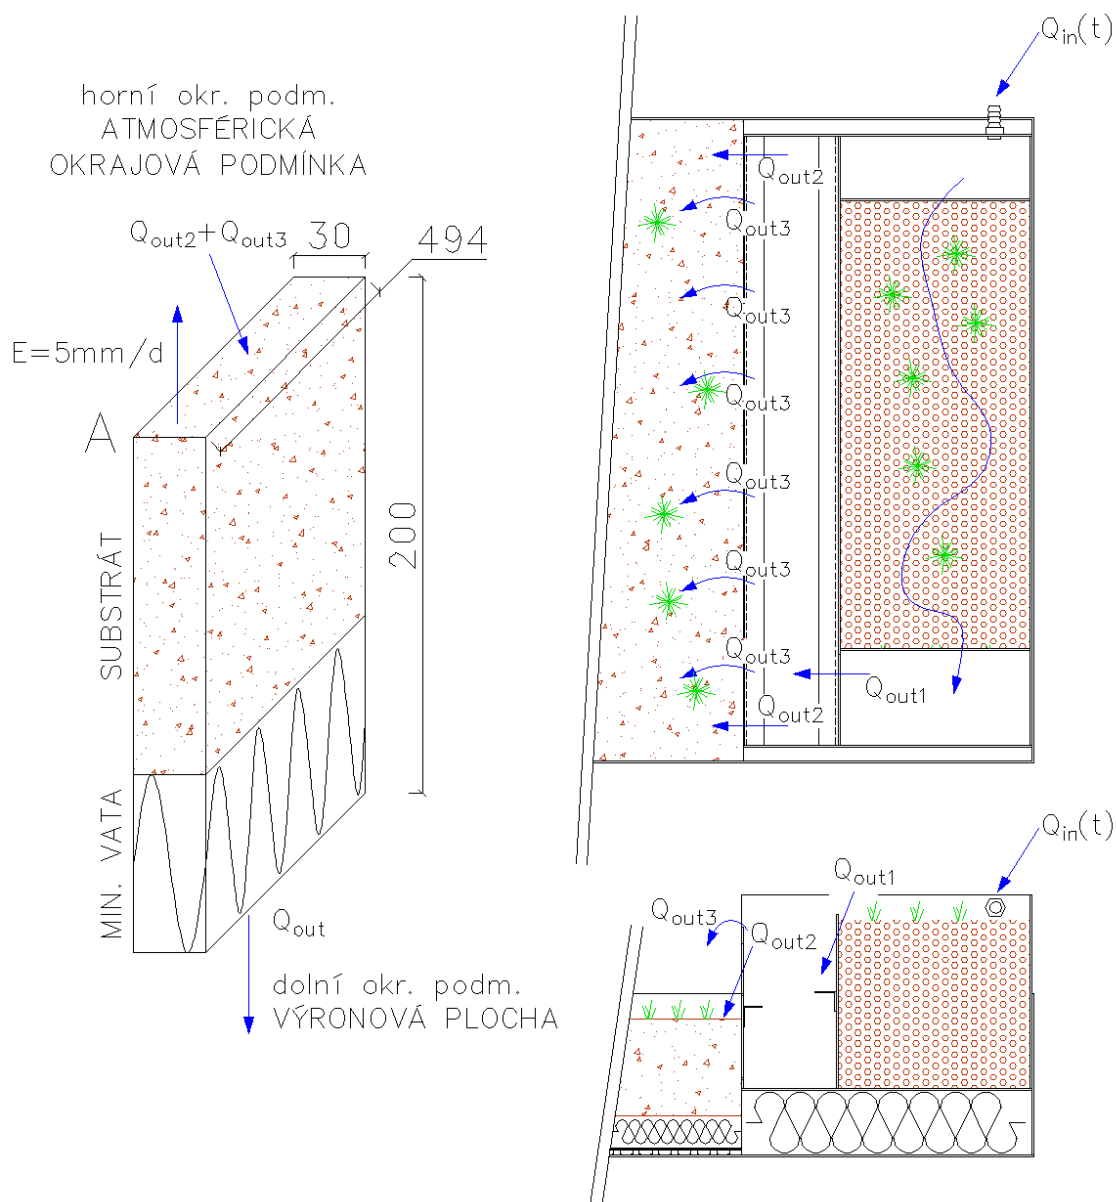 horní okr. podm.
ATMOSFÉRICKÁ
OKRAJOVÁ PODMÍNKA
Qout2+Qout3
30
494
E=5mm/d
A
200
SUBSTRÁT
MIN. VATA
Qout
dolní okr. podm.
VÝRONOVÁ PLOCHA
Qin(t)
Qout2
Qout3
Qout3
Qout3
Qout3
Qout3
Qout3
Qout1
Qout2
Qin(t)
Qout1
Qout3
Qout2